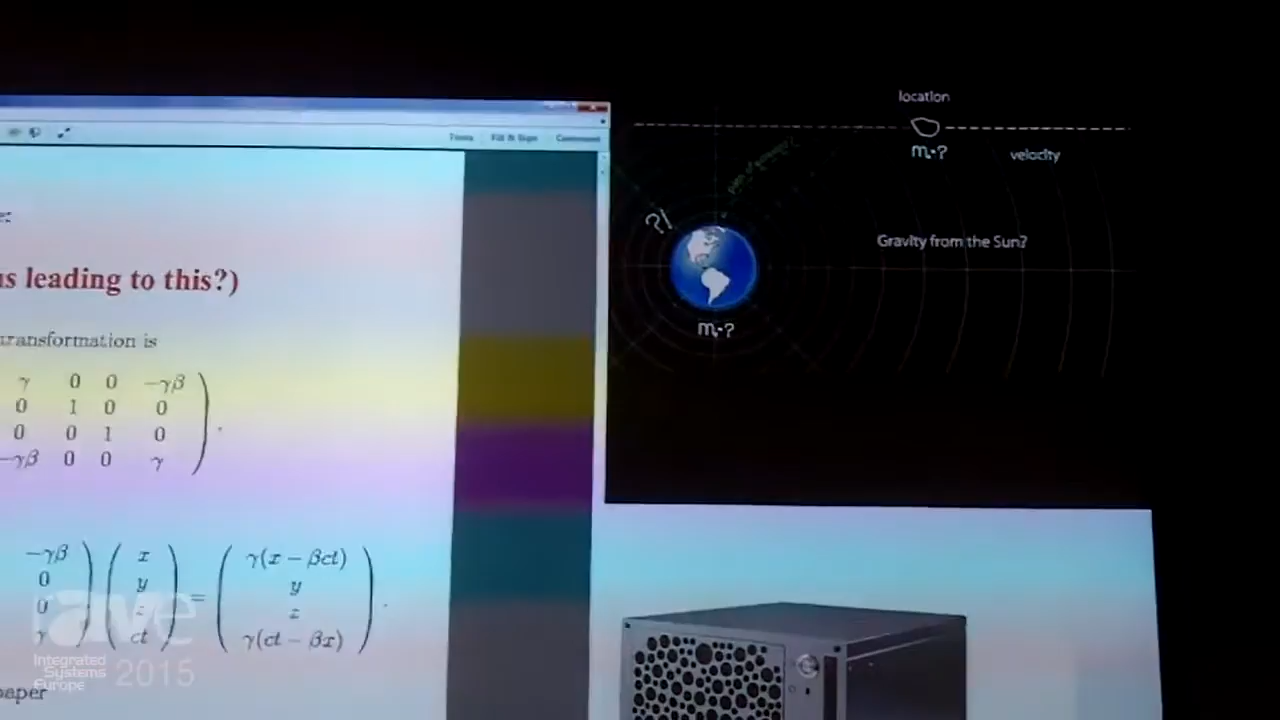 Fill & Sign
Comment
s leading to this?)
transformation is
γ 0 0 −γβ
0 1 0 0
0 0 1 0
−γβ 0 0 γ
−γβ x γ(x − βct)
0 y y
0 z = z
γ ct γ(ct − βx)
paper
location
m=?
velocity
?!
Gravity from the Sun?
m=?
rave
Integrated
Systems
Europe 2015